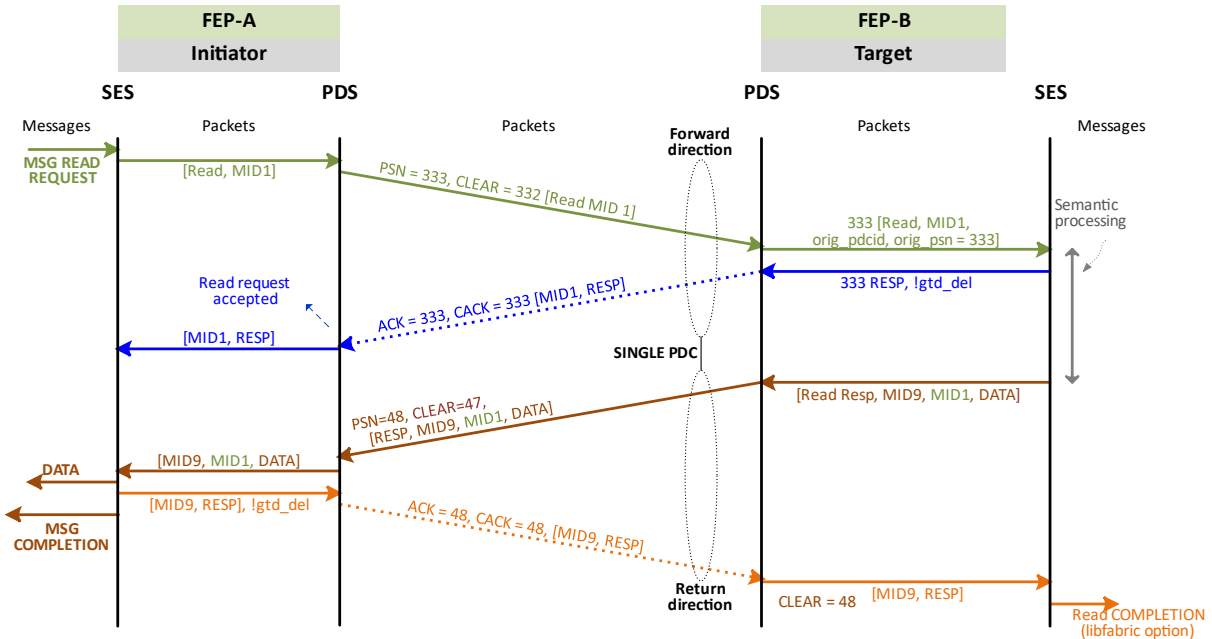 FEP-A
FEP-B
Initiator
Target
SES
PDS
PDS
SES
Messages
Packets
Packets
Packets
Messages
Forward
direction
MSG READ
REQUEST
[Read, MID1]
PSN = 333, CLEAR = 332 [Read MID 1]
Semantic
processing
333 [Read, MID1,
orig_pdcid, orig_psn = 333]
Read request
accepted
333 RESP, !gtd_del
ACK = 333, CACK = 333 [MID1, RESP]
[MID1, RESP]
SINGLE PDC
[Read Resp, MID9, MID1, DATA]
PSN=48, CLEAR=47,
[RESP, MID9, MID1, DATA]
[MID9, MID1, DATA]
DATA
[MID9, RESP], !gtd_del
MSG
COMPLETION
ACK = 48, CACK = 48, [MID9, RESP]
Return
direction
CLEAR = 48
[MID9, RESP]
Read COMPLETION
(libfabric option)